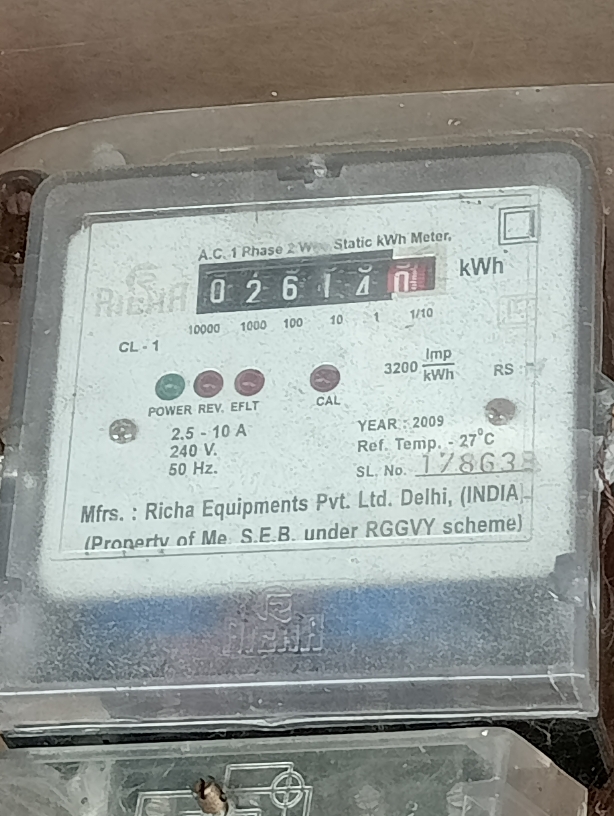 A.C. 1 Phase 2 W Static kWh Meter.
RICHA
0 2 6 1 4 0 kWh
10000 1000 100 10 1 1/10
CL - 1
3200 Imp/kWh RS
POWER REV. EFLT CAL
2.5 - 10 A
240 V.
50 Hz.
YEAR : 2009
Ref. Temp. - 27°C
SL. No. 178633
Mfrs. : Richa Equipments Pvt. Ltd. Delhi, (INDIA)
(Property of Me. S.E.B. under RGGVY scheme)
RICHA